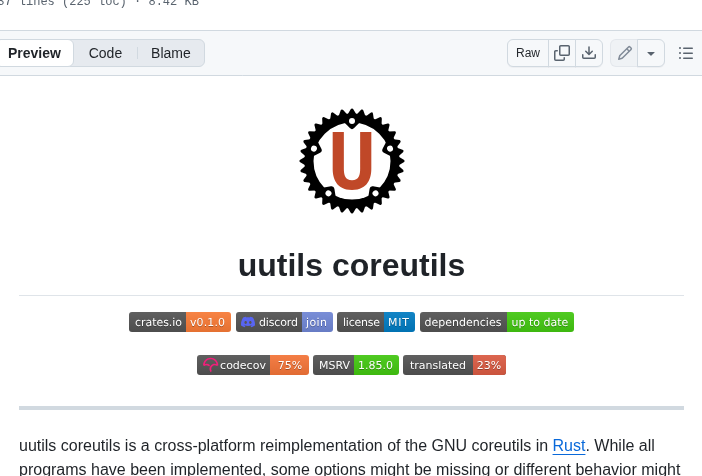 37 lines (225 loc) · 8.42 KB
Preview Code Blame Raw
U
uutils coreutils
crates.io v0.1.0 discord join license MIT dependencies up to date
codecov 75% MSRV 1.85.0 translated 23%
uutils coreutils is a cross-platform reimplementation of the GNU coreutils in Rust. While all
programs have been implemented, some options might be missing or different behavior might